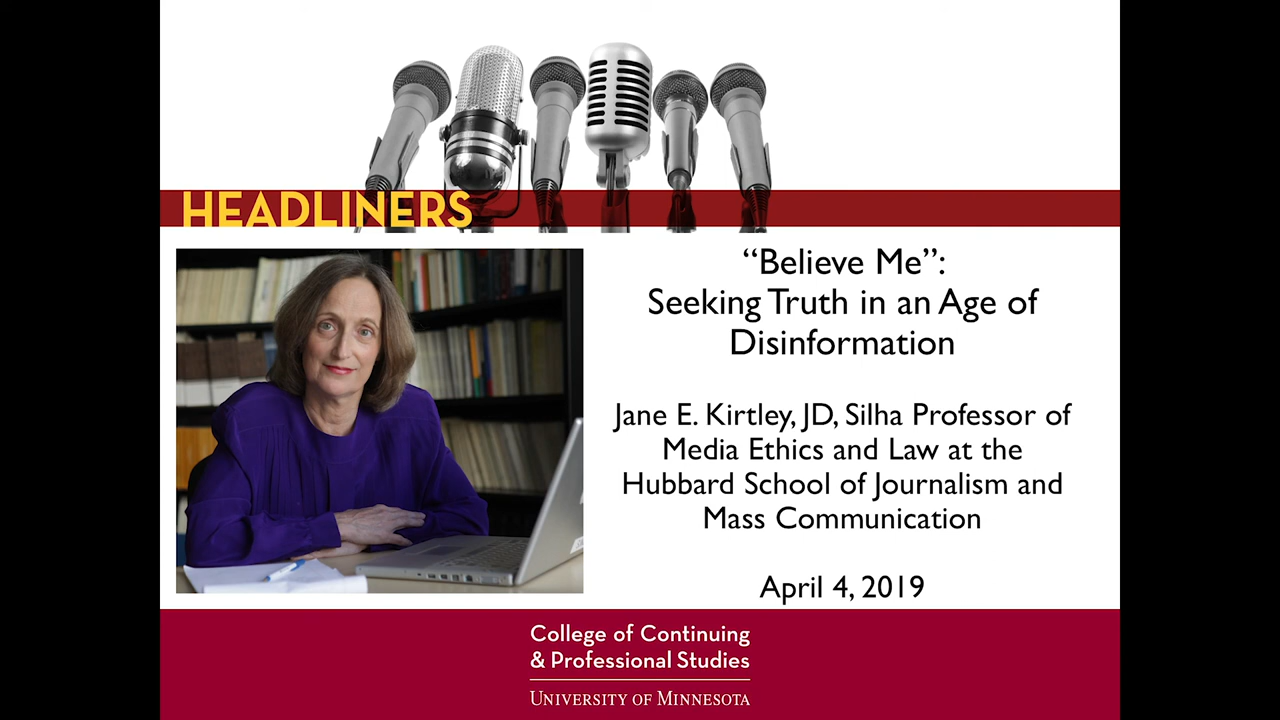 HEADLINERS
“Believe Me”:
Seeking Truth in an Age of
Disinformation
Jane E. Kirtley, JD, Silha Professor of
Media Ethics and Law at the
Hubbard School of Journalism and
Mass Communication
April 4, 2019
College of Continuing
& Professional Studies
University of Minnesota